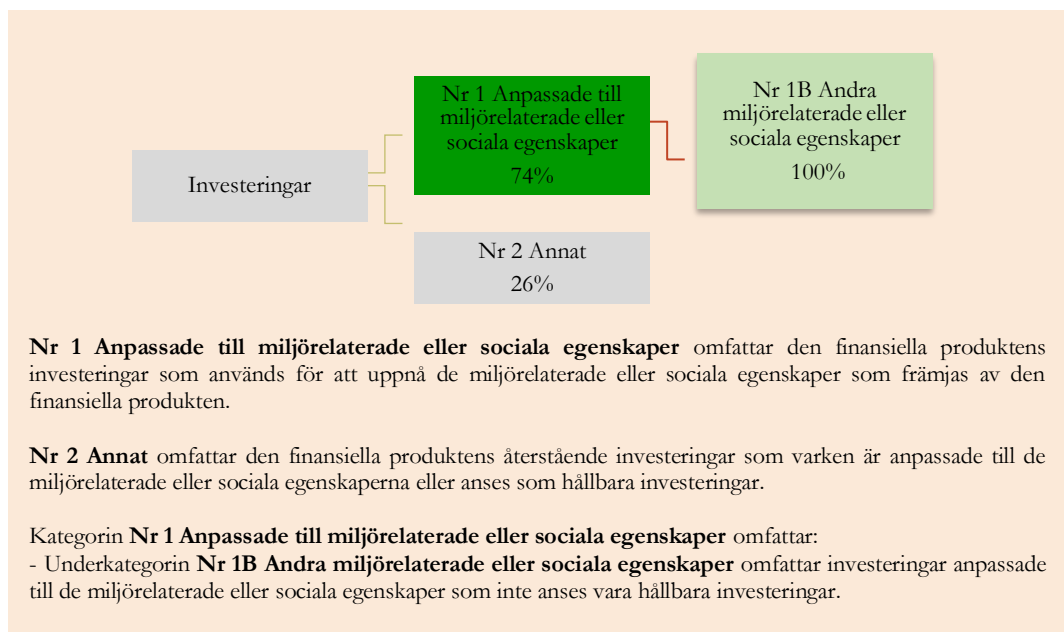 Investeringar
Nr 1 Anpassade till
miljörelaterade eller
sociala egenskaper
74%
Nr 1B Andra
miljörelaterade eller
sociala egenskaper
100%
Nr 2 Annat
26%
Nr 1 Anpassade till miljörelaterade eller sociala egenskaper omfattar den finansiella produktens
investeringar som används för att uppnå de miljörelaterade eller sociala egenskaper som främjas av den
finansiella produkten.
Nr 2 Annat omfattar den finansiella produktens återstående investeringar som varken är anpassade till de
miljörelaterade eller sociala egenskaperna eller anses som hållbara investeringar.
Kategorin Nr 1 Anpassade till miljörelaterade eller sociala egenskaper omfattar:
- Underkategorin Nr 1B Andra miljörelaterade eller sociala egenskaper omfattar investeringar anpassade
till de miljörelaterade eller sociala egenskaper som inte anses vara hållbara investeringar.